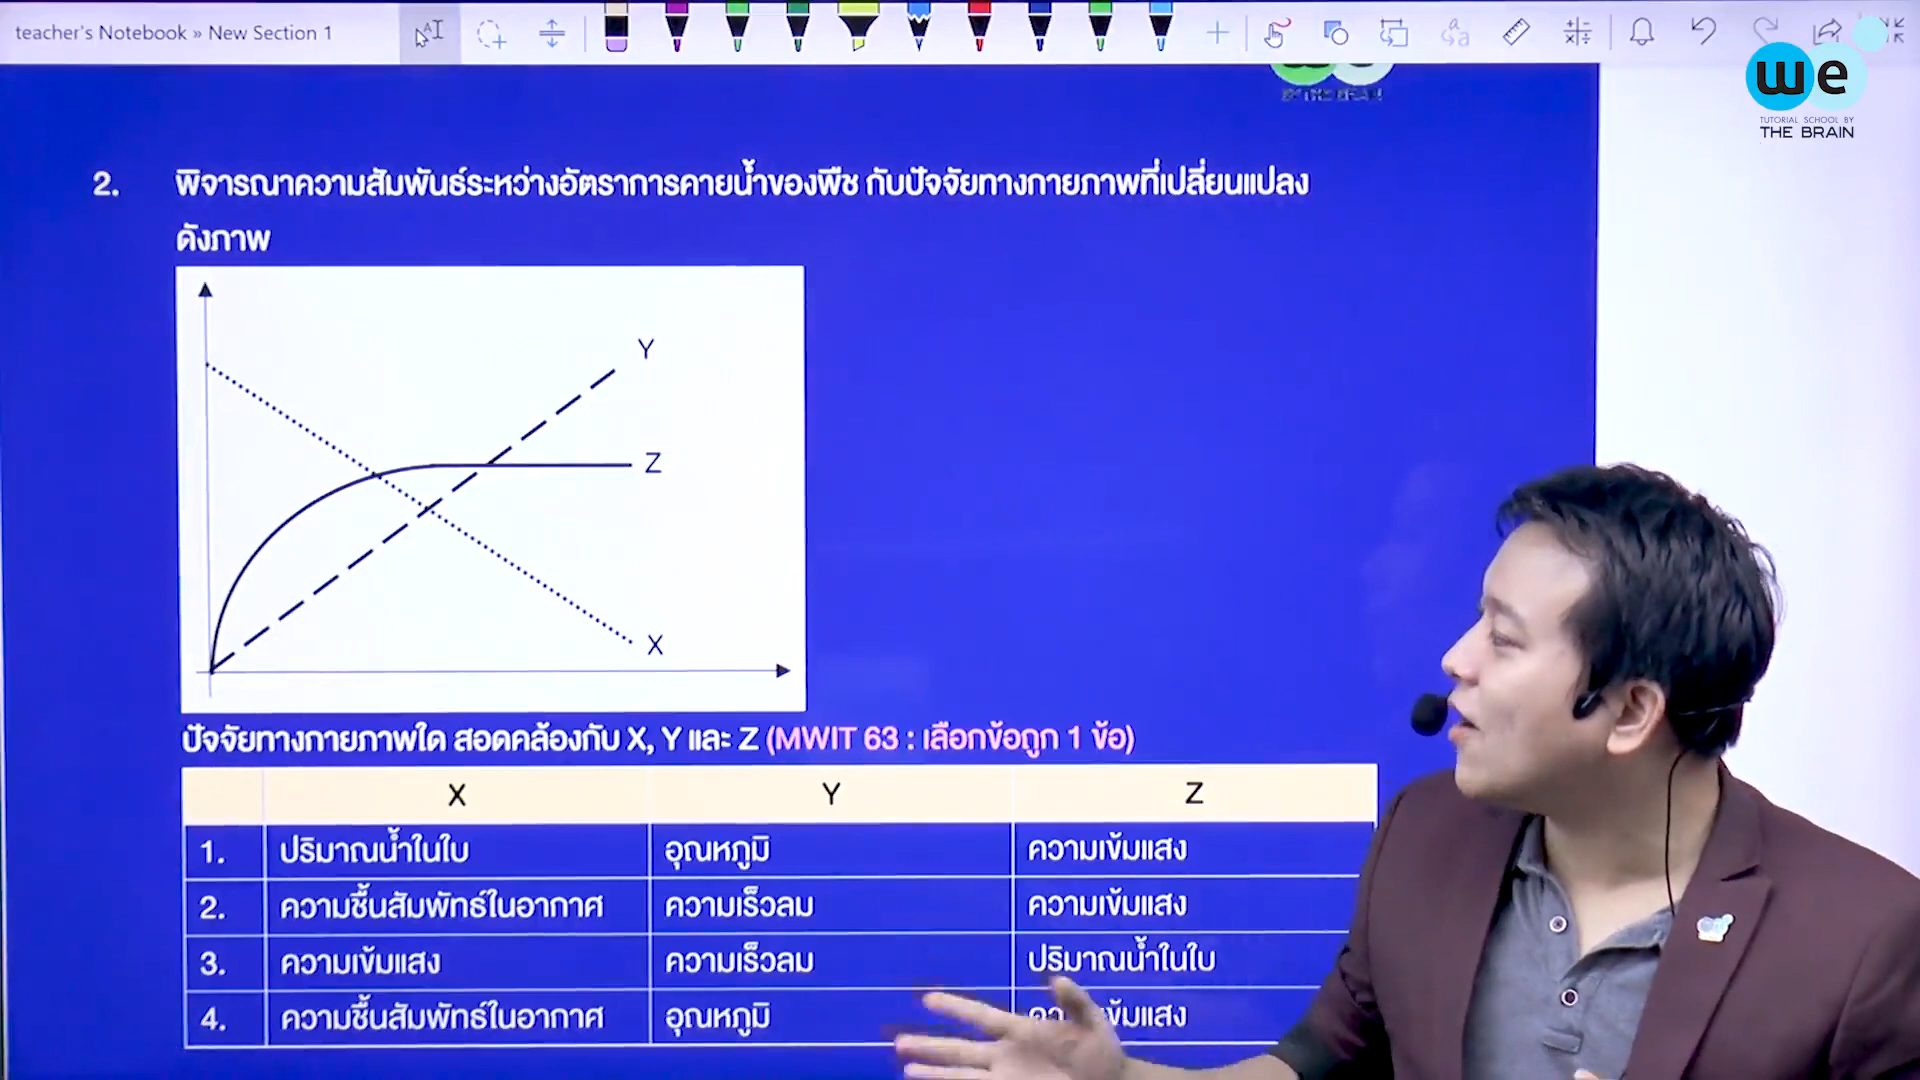 teacher's Notebook » New Section 1
we
TUTORIAL SCHOOL BY
THE BRAIN
2. พิจารณาความสัมพันธ์ระหว่างอัตราการคายน้ำของพืช กับปัจจัยทางกายภาพที่เปลี่ยนแปลง
ดังภาพ
Y
Z
X
ปัจจัยทางกายภาพใด สอดคล้องกับ X, Y และ Z (MWIT 63 : เลือกข้อถูก 1 ข้อ)
X Y Z
1. ปริมาณน้ำในใบ อุณหภูมิ ความเข้มแสง
2. ความชื้นสัมพัทธ์ในอากาศ ความเร็วลม ความเข้มแสง
3. ความเข้มแสง ความเร็วลม ปริมาณน้ำในใบ
4. ความชื้นสัมพัทธ์ในอากาศ อุณหภูมิ